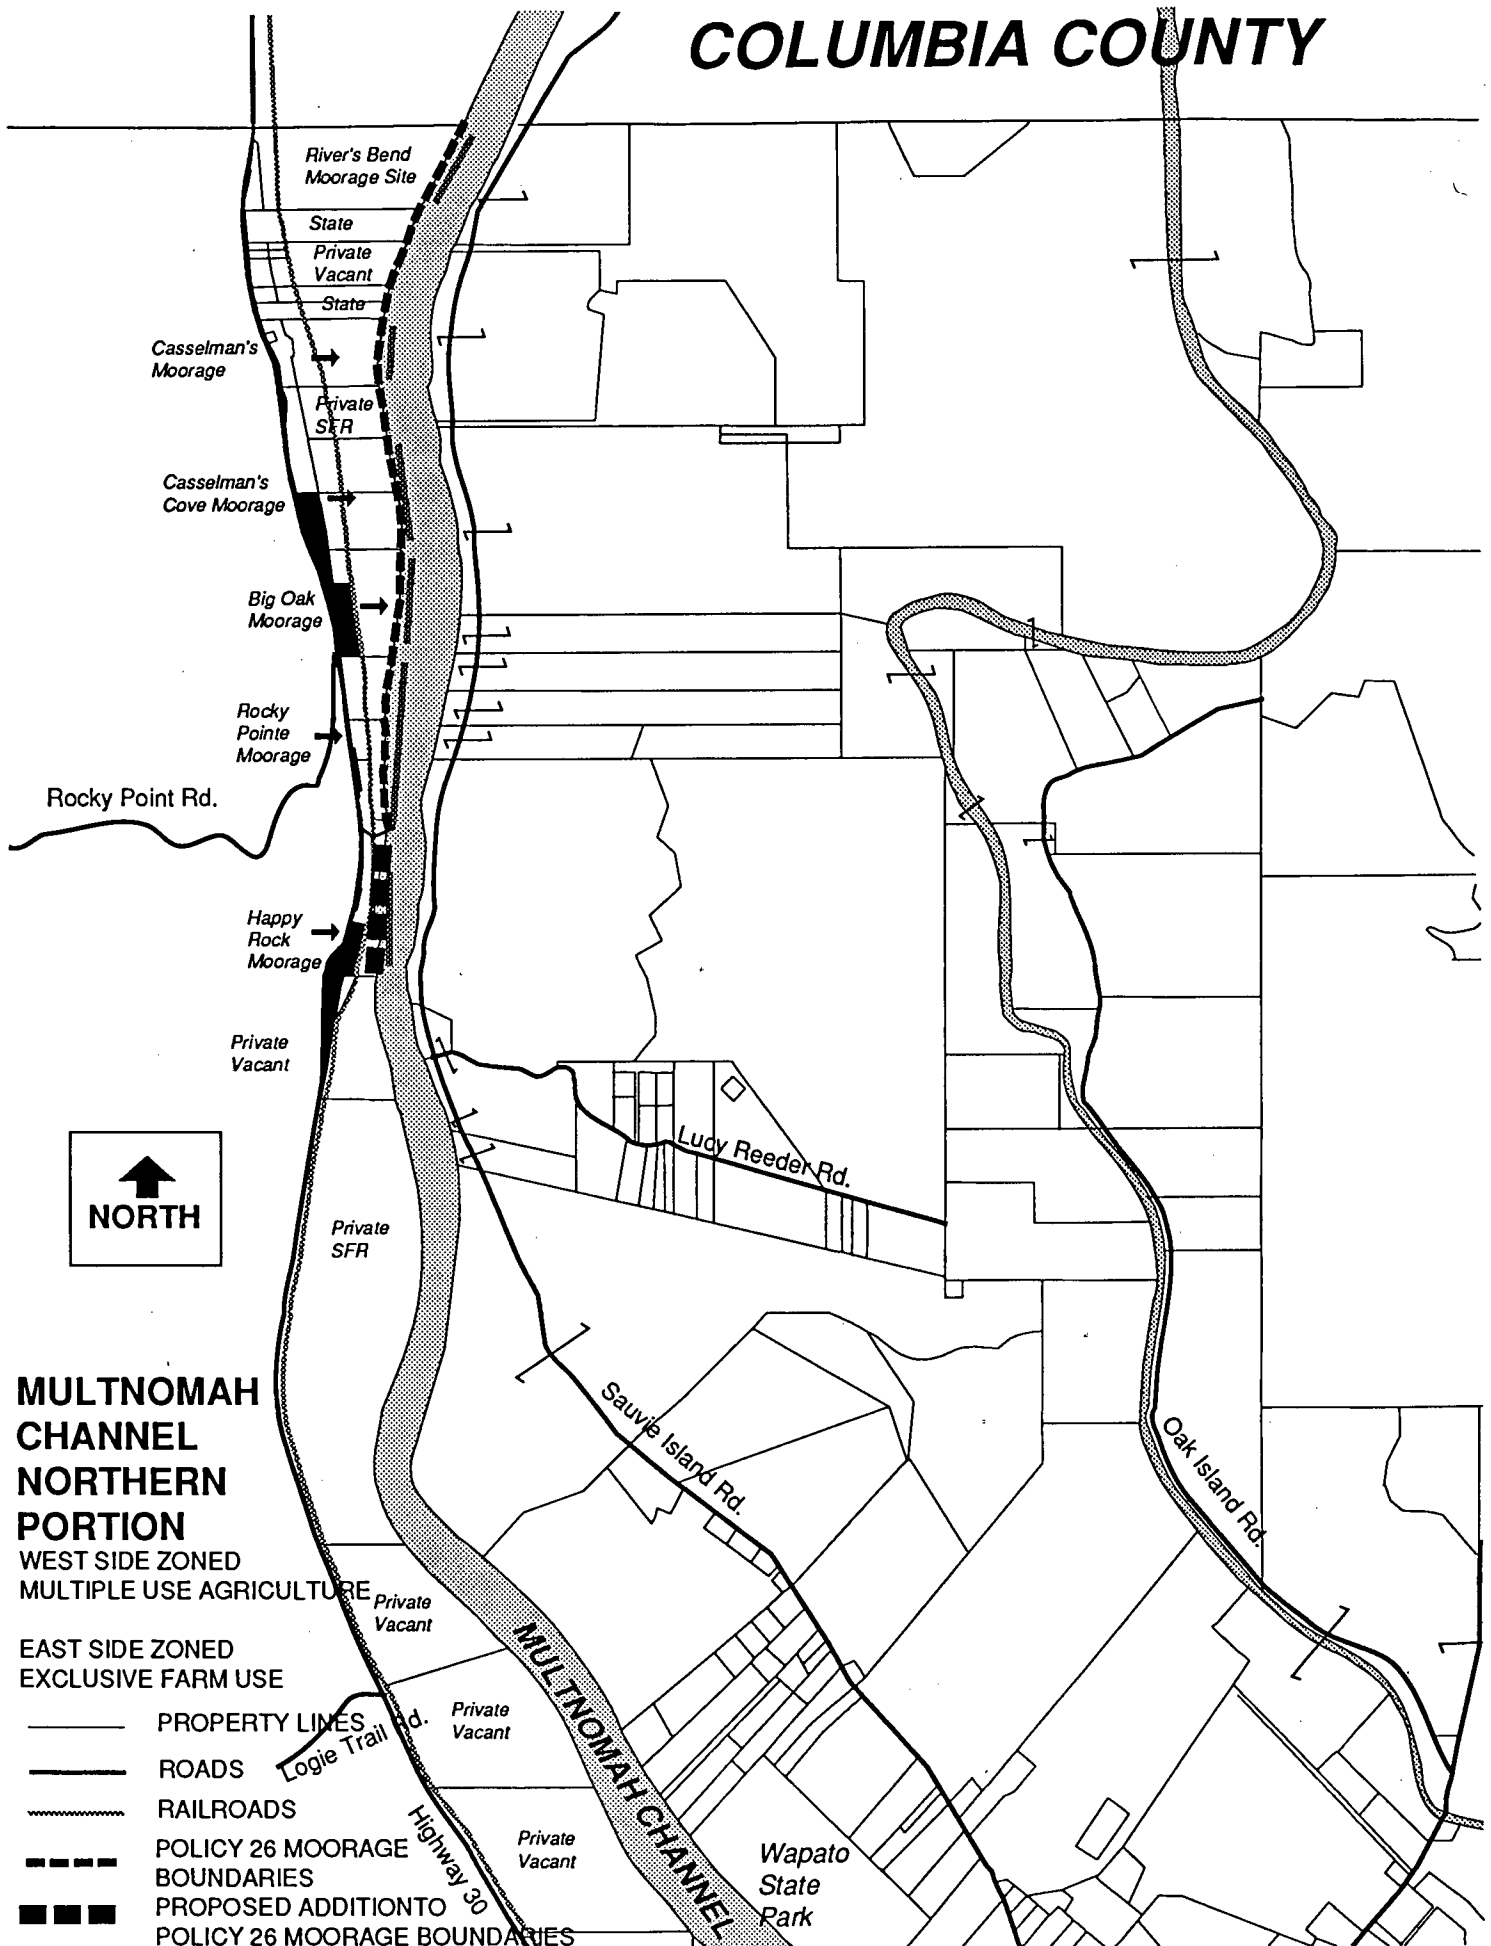 COLUMBIA COUNTY
River's Bend
Moorage Site
State
Private
Vacant
State
Casselman's
Moorage
Private
SFR
Casselman's
Cove Moorage
Big Oak
Moorage
Rocky
Pointe
Moorage
Rocky Point Rd.
Happy
Rock
Moorage
Private
Vacant
Lucy Reeder Rd.
NORTH
Private
SFR
Sauvie Island Rd.
Oak Island Rd.
MULTNOMAH
CHANNEL
NORTHERN
PORTION
WEST SIDE ZONED
MULTIPLE USE AGRICULTURE
Private
Vacant
EAST SIDE ZONED
EXCLUSIVE FARM USE
MULTNOMAH CHANNEL
Private
Vacant
PROPERTY LINES
Logie Trail Rd.
ROADS
RAILROADS
Highway 30
Private
Vacant
Wapato
State
Park
POLICY 26 MOORAGE
BOUNDARIES
PROPOSED ADDITIONTO
POLICY 26 MOORAGE BOUNDARIES